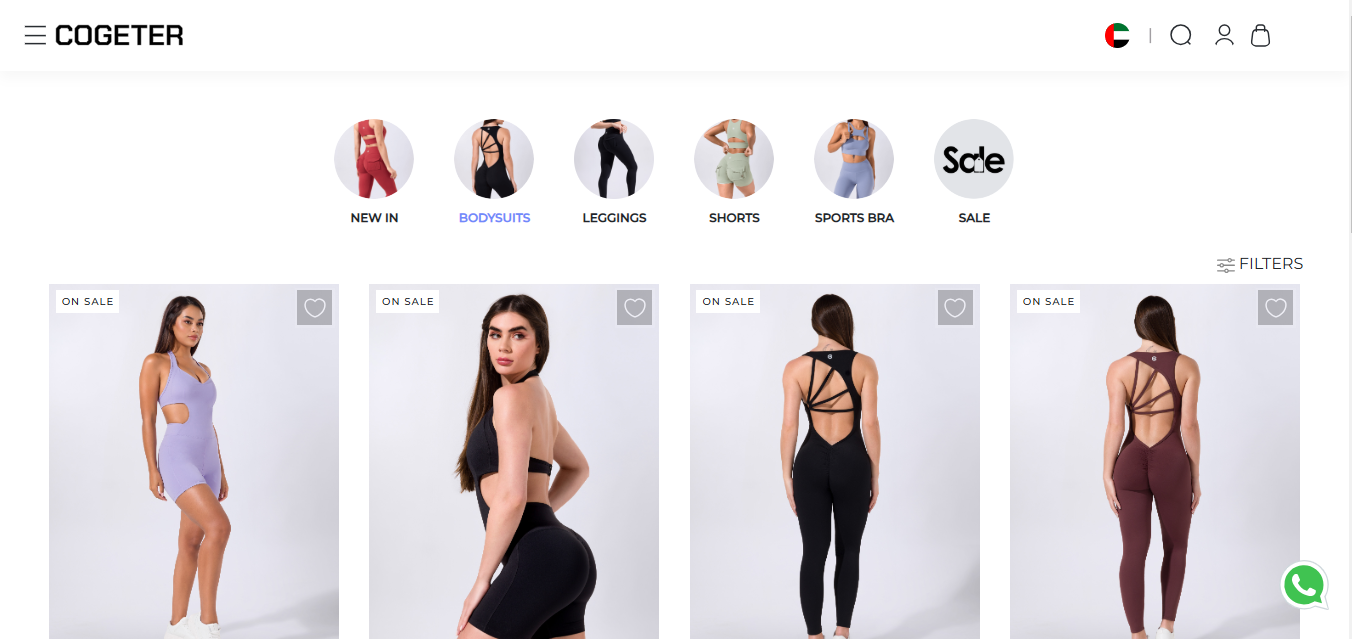 COGETER
Sale
NEW IN
BODYSUITS
LEGGINGS
SHORTS
SPORTS BRA
SALE
FILTERS
ON SALE
ON SALE
ON SALE
ON SALE